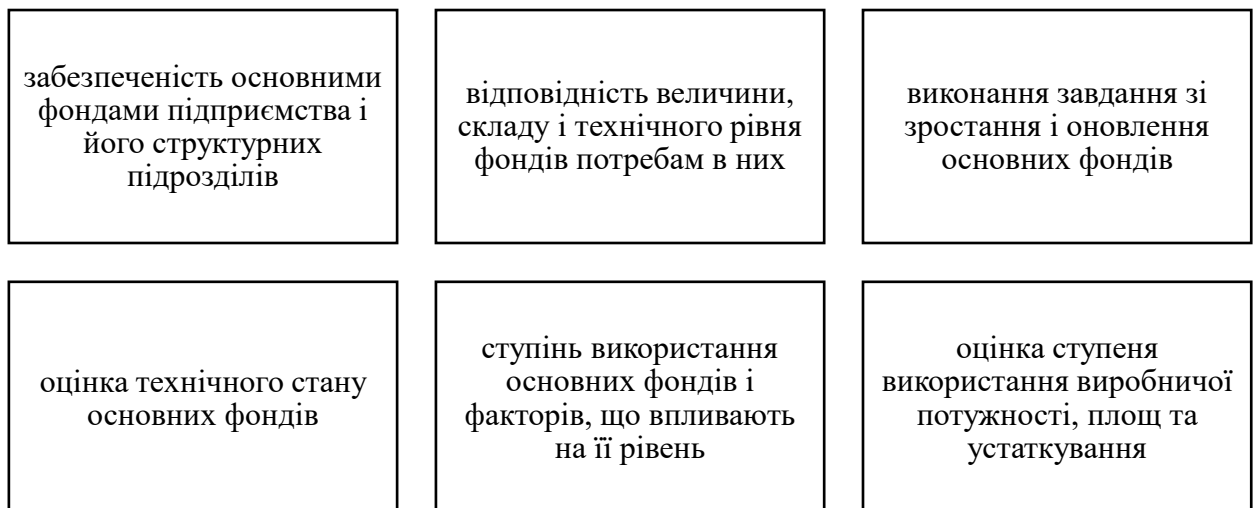 забезпеченість основними
фондами підприємства і
його структурних
підрозділів
відповідність величини,
складу і технічного рівня
фондів потребам в них
виконання завдання зі
зростання і оновлення
основних фондів
оцінка технічного стану
основних фондів
ступінь використання
основних фондів і
факторів, що впливають
на її рівень
оцінка ступеня
використання виробничої
потужності, площ та
устаткування